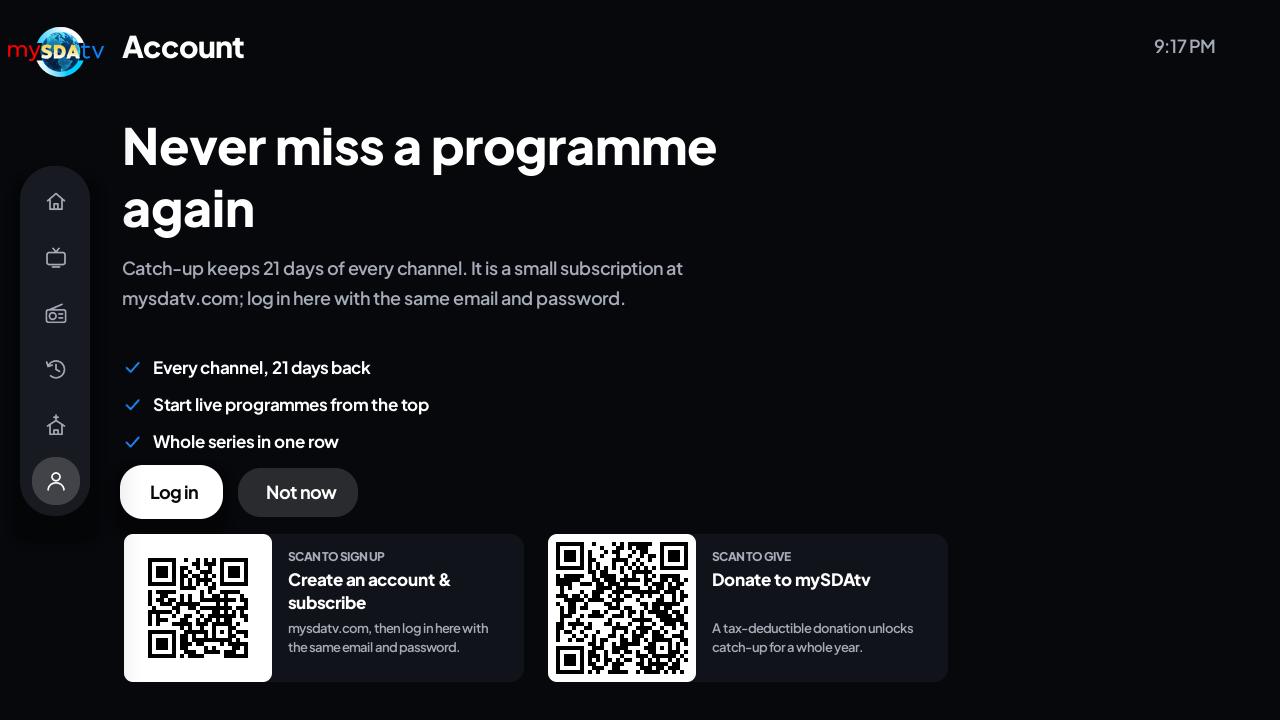 mySDAtv
Account
9:17 PM
Never miss a programme
again
Catch-up keeps 21 days of every channel. It is a small subscription at
mysdatv.com; log in here with the same email and password.
Every channel, 21 days back
Start live programmes from the top
Whole series in one row
Log in
Not now
SCAN TO SIGN UP
Create an account &
subscribe
mysdatv.com, then log in here with
the same email and password.
SCAN TO GIVE
Donate to mySDAtv
A tax-deductible donation unlocks
catch-up for a whole year.